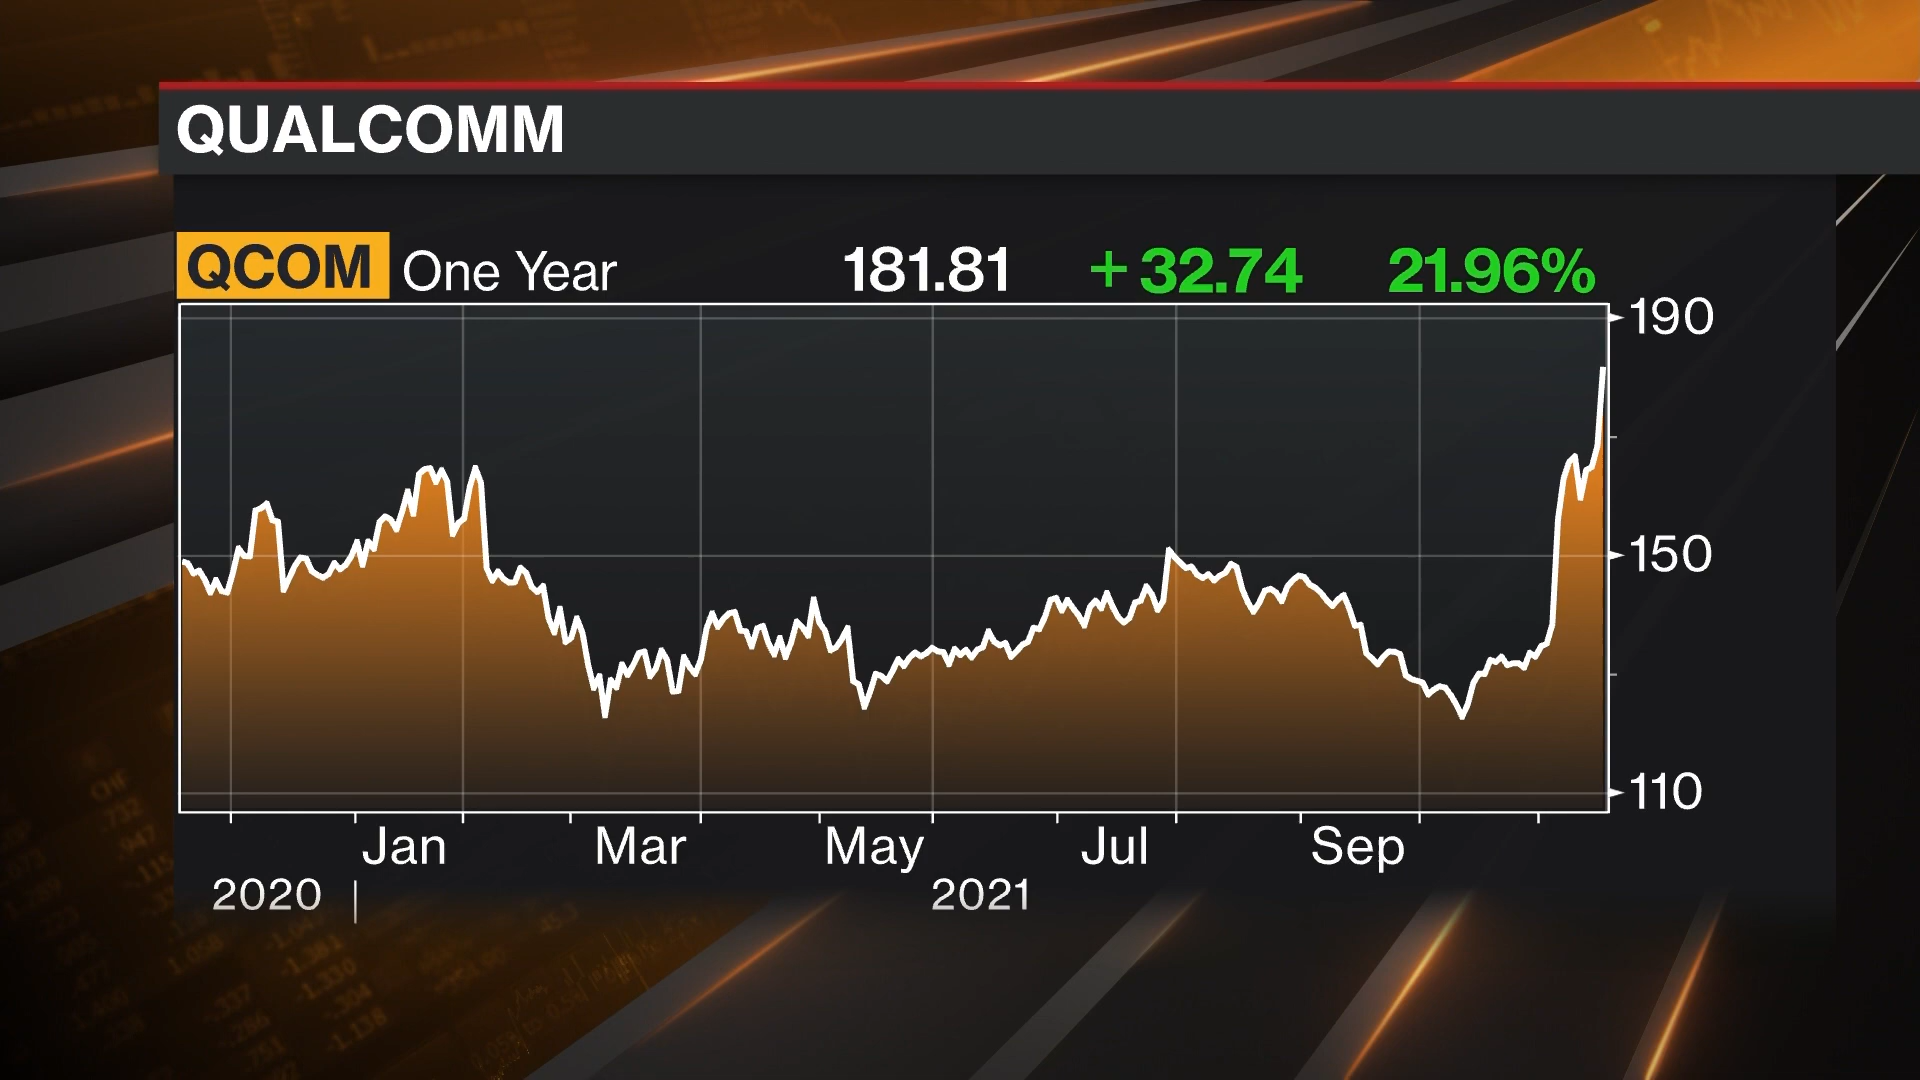 QUALCOMM
QCOM One Year 181.81 +32.74 21.96%
190
150
110
Jan Mar May Jul Sep
2020 | 2021